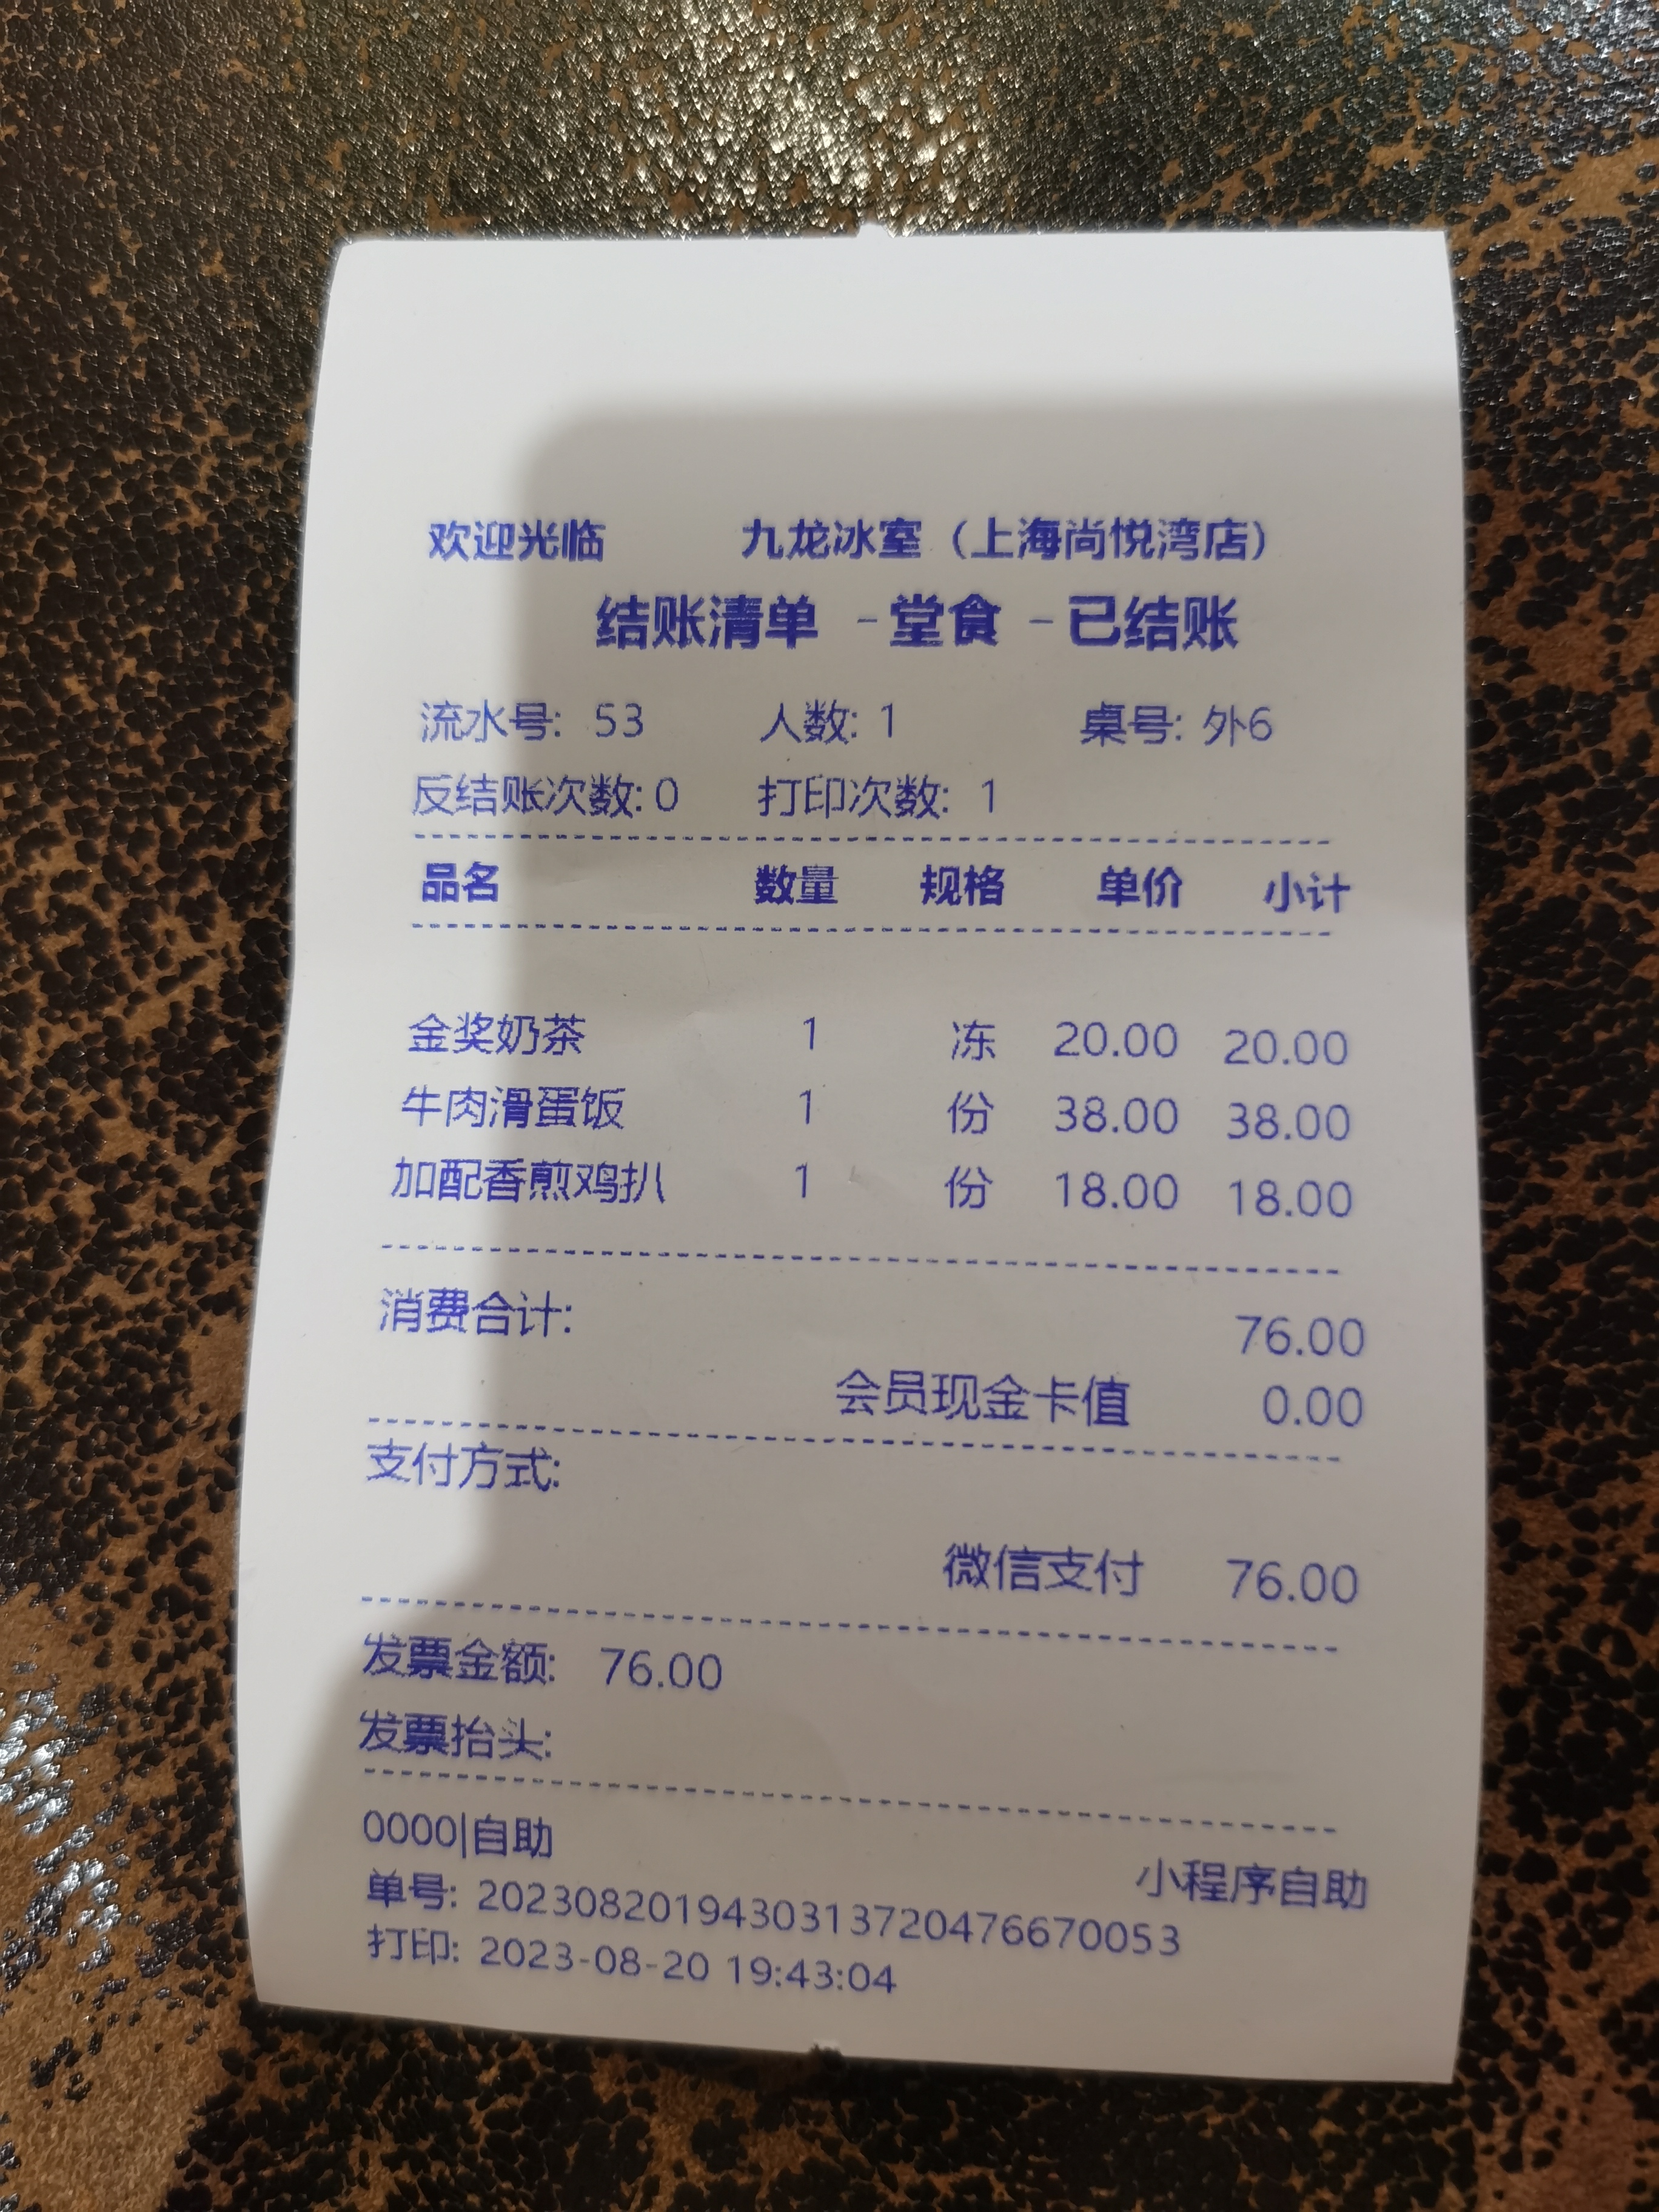 欢迎光临 九龙冰室（上海尚悦湾店）
结账清单 -堂食 -已结账
流水号: 53 人数: 1 桌号: 外6
反结账次数: 0 打印次数: 1
品名 数量 规格 单价 小计
金奖奶茶 1 冻 20.00 20.00
牛肉滑蛋饭 1 份 38.00 38.00
加配香煎鸡扒 1 份 18.00 18.00
消费合计: 76.00
会员现金卡值 0.00
支付方式:
微信支付 76.00
发票金额: 76.00
发票抬头:
0000|自助 小程序自助
单号: 2023082019430313720476670053
打印: 2023-08-20 19:43:04